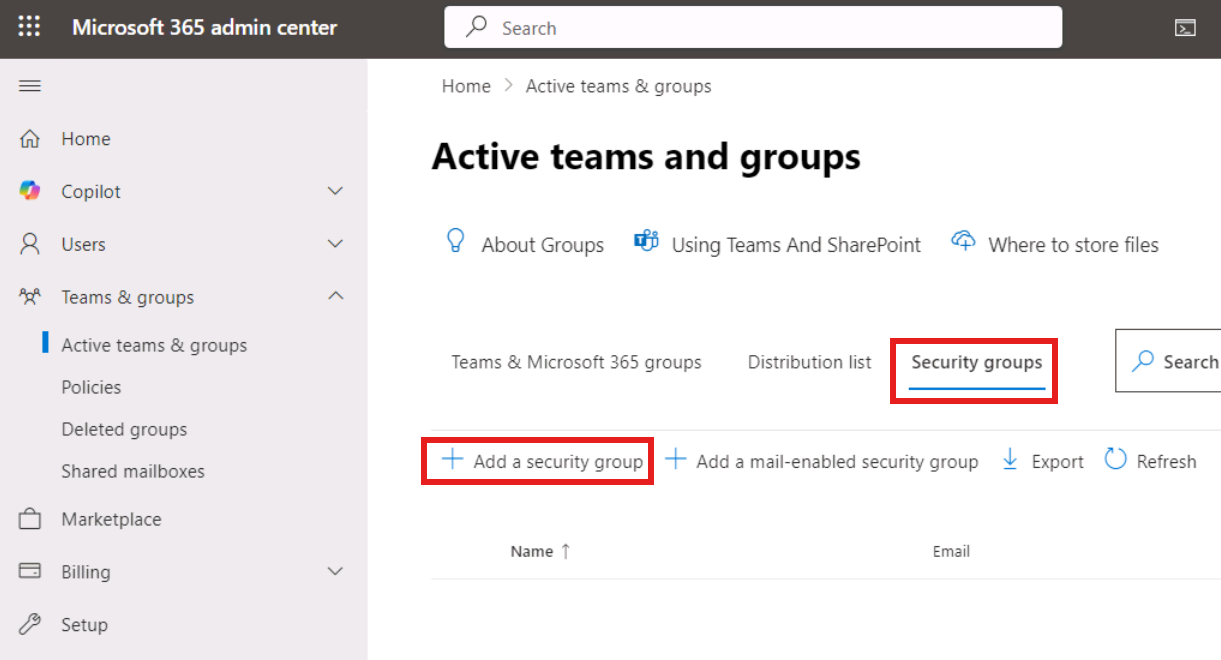 Microsoft 365 admin center
Search
Home > Active teams & groups
Home
Copilot
Users
Teams & groups
Active teams & groups
Policies
Deleted groups
Shared mailboxes
Marketplace
Billing
Setup
Active teams and groups
About Groups
Using Teams And SharePoint
Where to store files
Teams & Microsoft 365 groups
Distribution list
Security groups
Search
Add a security group
Add a mail-enabled security group
Export
Refresh
Name ↑
Email